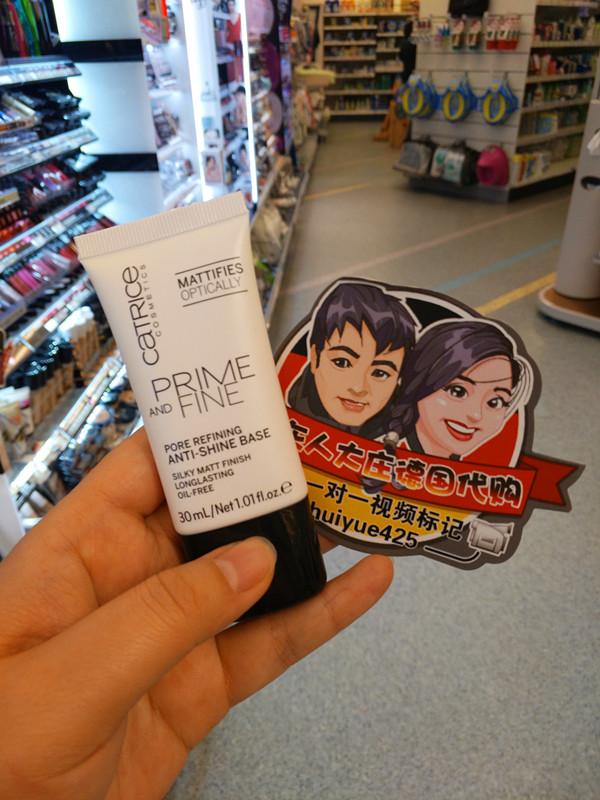 CATRICE
COSMETICS
MATTIFIES
OPTICALLY
PRIME
AND FINE
PORE REFINING
ANTI-SHINE BASE
SILKY MATT FINISH
LONGLASTING
OIL-FREE
30 mL/Net 1.01 fl.oz. e
人大庄德国代购
一对一视频标记
huiyue425